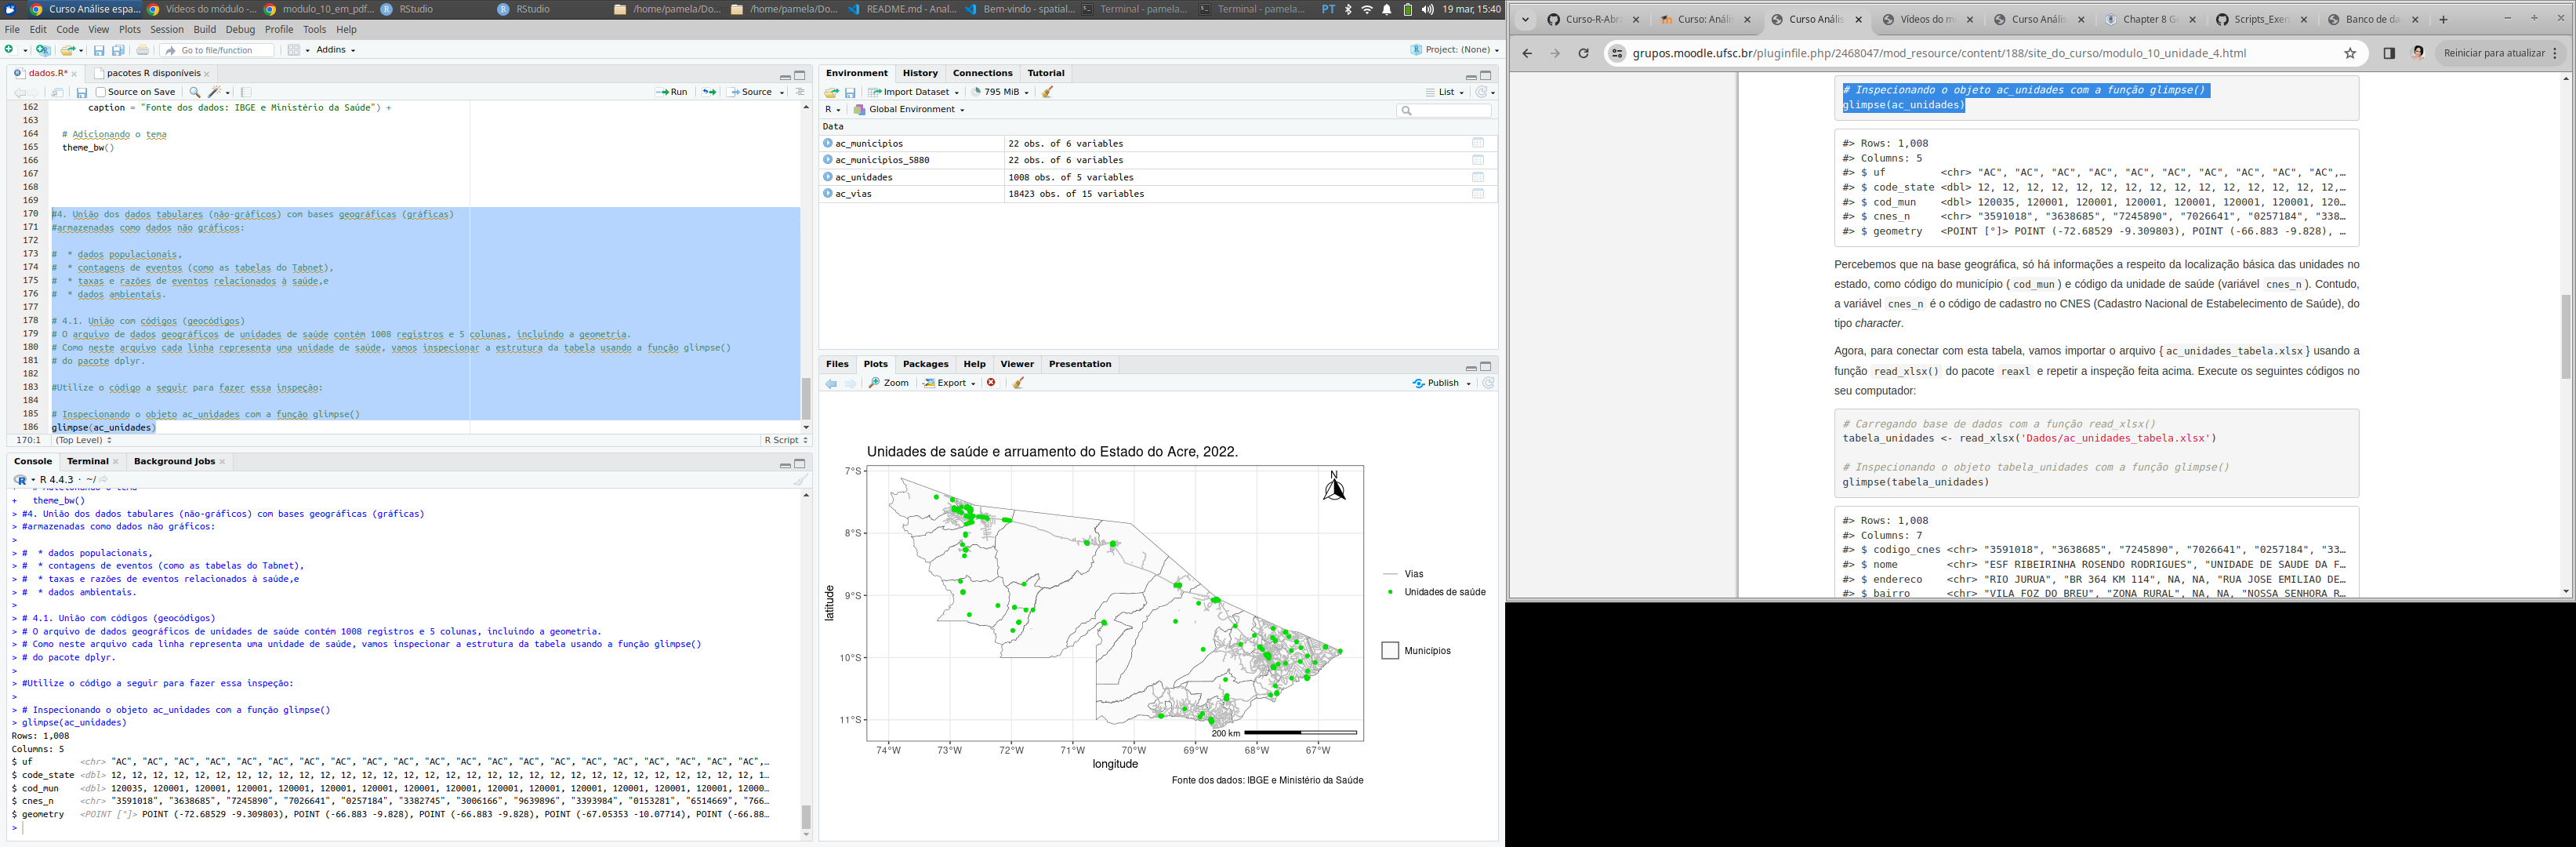 Curso Análise espa...
Vídeos do módulo -...
modulo_10_em_pdf...
RStudio
RStudio
/home/pamela/Do...
/home/pamela/Do...
README.md - Anal...
Bem-vindo - spatial...
Terminal - pamela...
Terminal - pamela...
PT
19 mar, 15:40
File Edit Code View Plots Session Build Debug Profile Tools Help
Go to file/function
Addins
Project: (None)
dados.R*
pacotes R disponíveis
Source on Save
Run
Source
162 caption = "Fonte dos dados: IBGE e Ministério da Saúde") +
163
164 # Adicionando o tema
165 theme_bw()
166
167
168
169
170 #4. União dos dados tabulares (não-gráficos) com bases geográficas (gráficas)
171 #armazenadas como dados não gráficos:
172
173 # * dados populacionais,
174 # * contagens de eventos (como as tabelas do Tabnet),
175 # * taxas e razões de eventos relacionados à saúde,e
176 # * dados ambientais.
177
178 # 4.1. União com códigos (geocódigos)
179 # O arquivo de dados geográficos de unidades de saúde contém 1008 registros e 5 colunas, incluindo a geometria.
180 # Como neste arquivo cada linha representa uma unidade de saúde, vamos inspecionar a estrutura da tabela usando a função glimpse()
181 # do pacote dplyr.
182
183 #Utilize o código a seguir para fazer essa inspeção:
184
185 # Inspecionando o objeto ac_unidades com a função glimpse()
186 glimpse(ac_unidades)
170:1 (Top Level) R Script
Console Terminal Background Jobs
R 4.4.3 · ~/
+ theme_bw()
> #4. União dos dados tabulares (não-gráficos) com bases geográficas (gráficas)
> #armazenadas como dados não gráficos:
>
> # * dados populacionais,
> # * contagens de eventos (como as tabelas do Tabnet),
> # * taxas e razões de eventos relacionados à saúde,e
> # * dados ambientais.
>
> # 4.1. União com códigos (geocódigos)
> # O arquivo de dados geográficos de unidades de saúde contém 1008 registros e 5 colunas, incluindo a geometria.
> # Como neste arquivo cada linha representa uma unidade de saúde, vamos inspecionar a estrutura da tabela usando a função glimpse()
> # do pacote dplyr.
>
> #Utilize o código a seguir para fazer essa inspeção:
>
> # Inspecionando o objeto ac_unidades com a função glimpse()
> glimpse(ac_unidades)
Rows: 1,008
Columns: 5
$ uf <chr> "AC", "AC", "AC", "AC", "AC", "AC", "AC", "AC", "AC", "AC", "AC", "AC", "AC", "AC", "AC", "AC", "AC", "AC", "AC", "AC", "AC",…
$ code_state <dbl> 12, 12, 12, 12, 12, 12, 12, 12, 12, 12, 12, 12, 12, 12, 12, 12, 12, 12, 12, 12, 12, 12, 12, 12, 12, 12, 12, 12, 12, 12, 12, 1…
$ cod_mun <dbl> 120035, 120001, 120001, 120001, 120001, 120001, 120001, 120001, 120001, 120001, 120001, 120001, 120001, 120001, 120001, 12000…
$ cnes_n <chr> "3591018", "3638685", "7245890", "7026641", "0257184", "3382745", "3006166", "9639896", "3393984", "0153281", "6514669", "766…
$ geometry <POINT [°]> POINT (-72.68529 -9.309803), POINT (-66.883 -9.828), POINT (-66.883 -9.828), POINT (-67.05353 -10.07714), POINT (-66.88…
>
Environment History Connections Tutorial
Import Dataset 795 MiB List
R Global Environment
Data
ac_municipios 22 obs. of 6 variables
ac_municipios_5880 22 obs. of 6 variables
ac_unidades 1008 obs. of 5 variables
ac_vias 18423 obs. of 15 variables
Files Plots Packages Help Viewer Presentation
Zoom Export Publish
Unidades de saúde e arruamento do Estado do Acre, 2022.
7°S
8°S
9°S
10°S
11°S
latitude
N
200 km
74°W 73°W 72°W 71°W 70°W 69°W 68°W 67°W
longitude
Vias
Unidades de saúde
Municípios
Fonte dos dados: IBGE e Ministério da Saúde
Curso-R-Abr
Curso: Anális
Curso Anális
Vídeos do m
Curso Anális
Chapter 8 Ge
Scripts_Exer
Banco de da
grupos.moodle.ufsc.br/pluginfile.php/2468047/mod_resource/content/188/site_do_curso/modulo_10_unidade_4.html
Reiniciar para atualizar
# Inspecionando o objeto ac_unidades com a função glimpse()
glimpse(ac_unidades)
#> Rows: 1,008
#> Columns: 5
#> $ uf <chr> "AC", "AC", "AC", "AC", "AC", "AC", "AC", "AC", "AC", "AC",…
#> $ code_state <dbl> 12, 12, 12, 12, 12, 12, 12, 12, 12, 12, 12, 12, 12, 12, 12,…
#> $ cod_mun <dbl> 120035, 120001, 120001, 120001, 120001, 120001, 120001, 120…
#> $ cnes_n <chr> "3591018", "3638685", "7245890", "7026641", "0257184", "338…
#> $ geometry <POINT [°]> POINT (-72.68529 -9.309803), POINT (-66.883 -9.828), …
Percebemos que na base geográfica, só há informações a respeito da localização básica das unidades no
estado, como código do município ( cod_mun ) e código da unidade de saúde (variável cnes_n ). Contudo,
a variável cnes_n é o código de cadastro no CNES (Cadastro Nacional de Estabelecimento de Saúde), do
tipo character.
Agora, para conectar com esta tabela, vamos importar o arquivo { ac_unidades_tabela.xlsx } usando a
função read_xlsx() do pacote reaxl e repetir a inspeção feita acima. Execute os seguintes códigos no
seu computador:
# Carregando base de dados com a função read_xlsx()
tabela_unidades <- read_xlsx('Dados/ac_unidades_tabela.xlsx')
# Inspecionando o objeto tabela_unidades com a função glimpse()
glimpse(tabela_unidades)
#> Rows: 1,008
#> Columns: 7
#> $ codigo_cnes <chr> "3591018", "3638685", "7245890", "7026641", "0257184", "33…
#> $ nome <chr> "ESF RIBEIRINHA ROSENDO RODRIGUES", "UNIDADE DE SAUDE DA F…
#> $ endereco <chr> "RIO JURUA", "BR 364 KM 114", NA, NA, "RUA JOSE EMILIAO DE…
#> $ bairro <chr> "VILA FOZ DO BREU", "ZONA RURAL", NA, NA, "NOSSA SENHORA R…